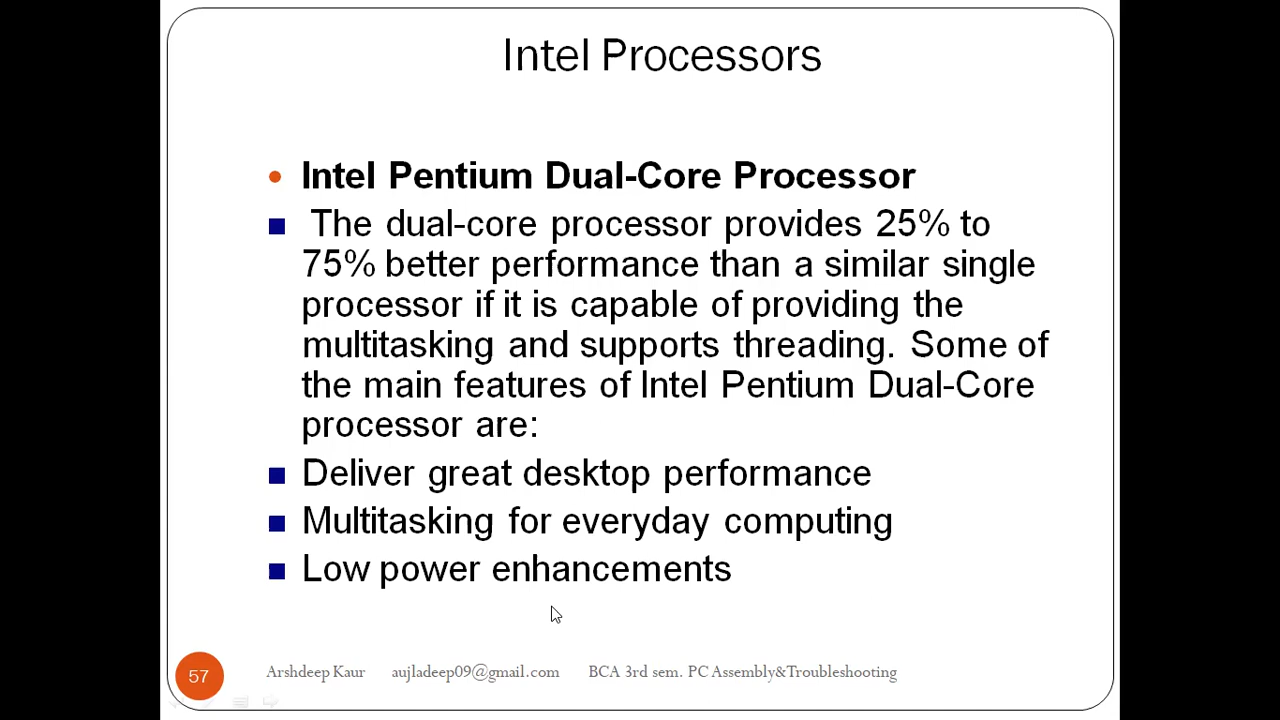 Intel Processors
Intel Pentium Dual-Core Processor
The dual-core processor provides 25% to
75% better performance than a similar single
processor if it is capable of providing the
multitasking and supports threading. Some of
the main features of Intel Pentium Dual-Core
processor are:
Deliver great desktop performance
Multitasking for everyday computing
Low power enhancements
57 Arshdeep Kaur aujladeep09@gmail.com BCA 3rd sem. PC Assembly&Troubleshooting